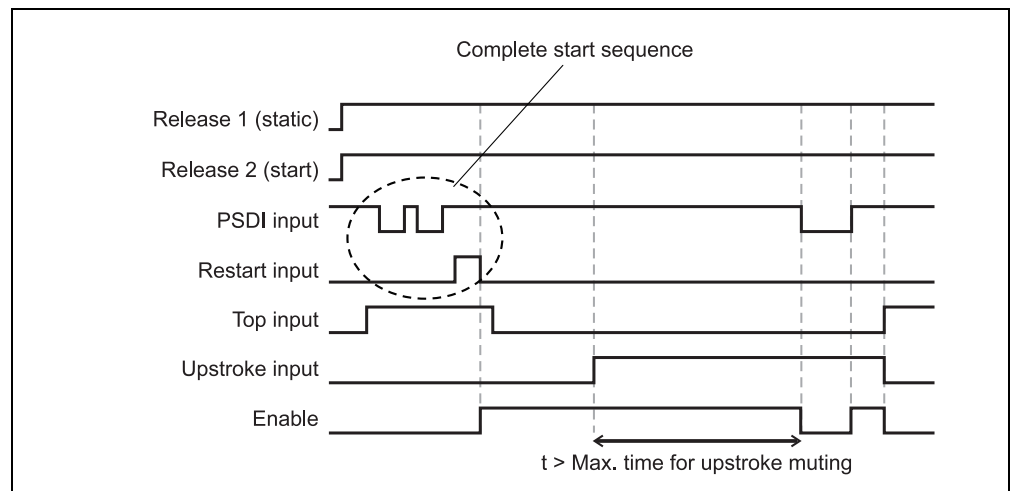 Complete start sequence
Release 1 (static)
Release 2 (start)
PSDI input
Restart input
Top input
Upstroke input
Enable
t > Max. time for upstroke muting